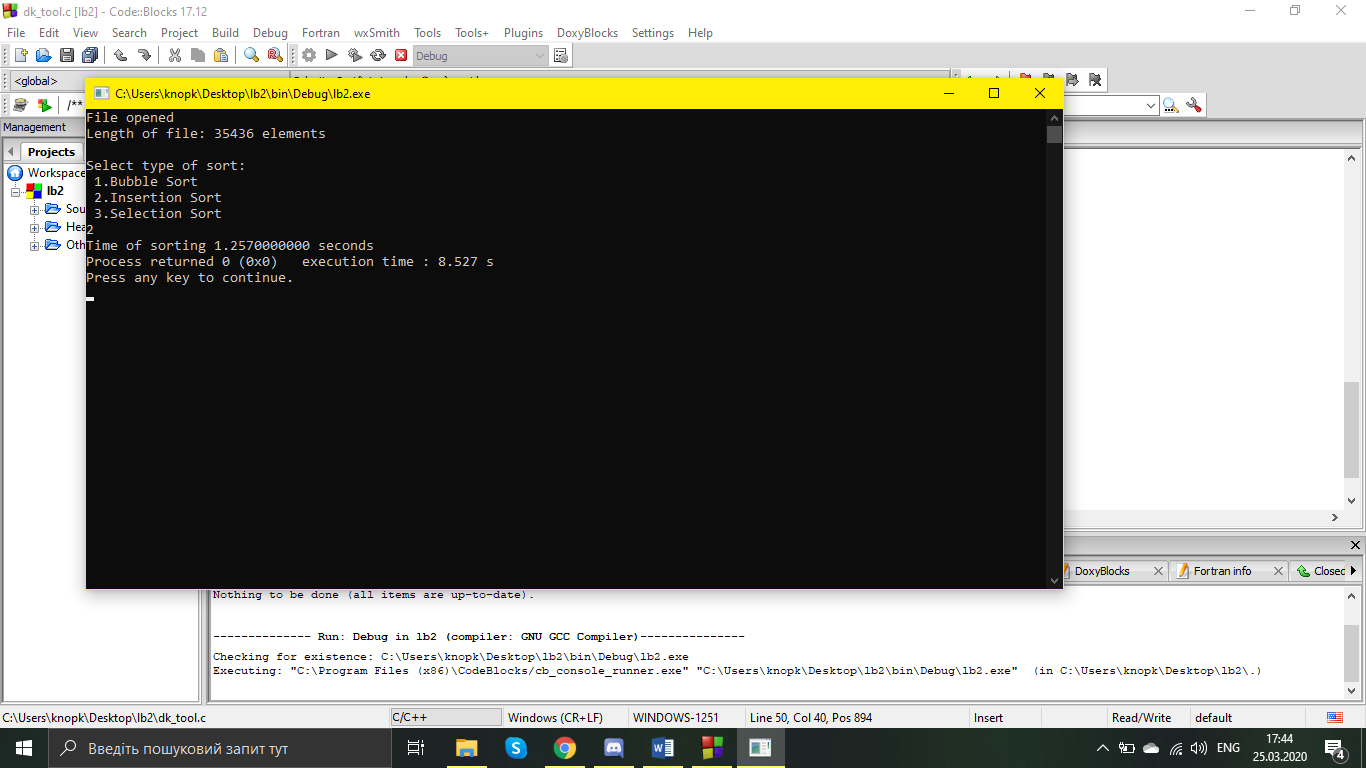 dk_tool.c [lb2] - Code::Blocks 17.12
File Edit View Search Project Build Debug Fortran wxSmith Tools Tools+ Plugins DoxyBlocks Settings Help
Debug
<global>
C:\Users\knopk\Desktop\lb2\bin\Debug\lb2.exe
/**
Management
Projects
Workspace
lb2
Sou
Hea
Oth
File opened
Length of file: 35436 elements
Select type of sort:
1.Bubble Sort
2.Insertion Sort
3.Selection Sort
2
Time of sorting 1.2570000000 seconds
Process returned 0 (0x0) execution time : 8.527 s
Press any key to continue.
DoxyBlocks Fortran info Closed
Nothing to be done (all items are up-to-date).
-------------- Run: Debug in lb2 (compiler: GNU GCC Compiler)---------------
Checking for existence: C:\Users\knopk\Desktop\lb2\bin\Debug\lb2.exe
Executing: "C:\Program Files (x86)\CodeBlocks/cb_console_runner.exe" "C:\Users\knopk\Desktop\lb2\bin\Debug\lb2.exe" (in C:\Users\knopk\Desktop\lb2\.)
C:\Users\knopk\Desktop\lb2\dk_tool.c C/C++ Windows (CR+LF) WINDOWS-1251 Line 50, Col 40, Pos 894 Insert Read/Write default
Введіть пошуковий запит тут
ENG
17:44
25.03.2020
4